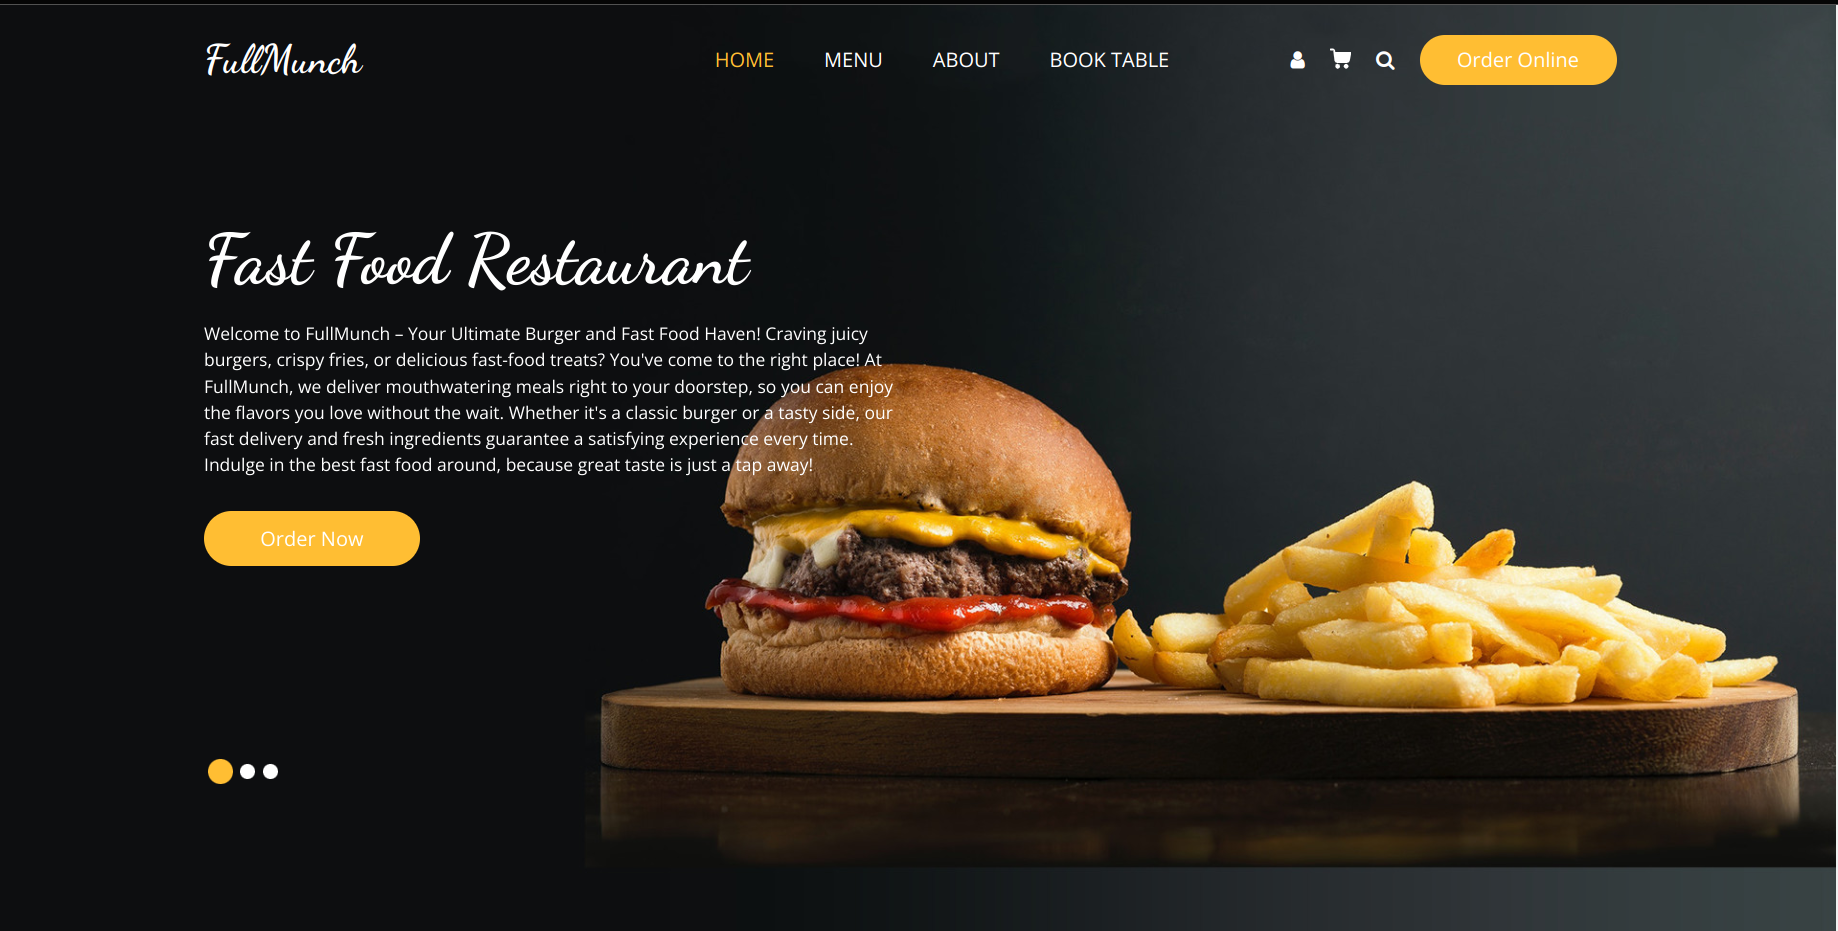 FullMunch
HOME MENU ABOUT BOOK TABLE Order Online
Fast Food Restaurant
Welcome to FullMunch – Your Ultimate Burger and Fast Food Haven! Craving juicy
burgers, crispy fries, or delicious fast-food treats? You've come to the right place! At
FullMunch, we deliver mouthwatering meals right to your doorstep, so you can enjoy
the flavors you love without the wait. Whether it's a classic burger or a tasty side, our
fast delivery and fresh ingredients guarantee a satisfying experience every time.
Indulge in the best fast food around, because great taste is just a tap away!
Order Now